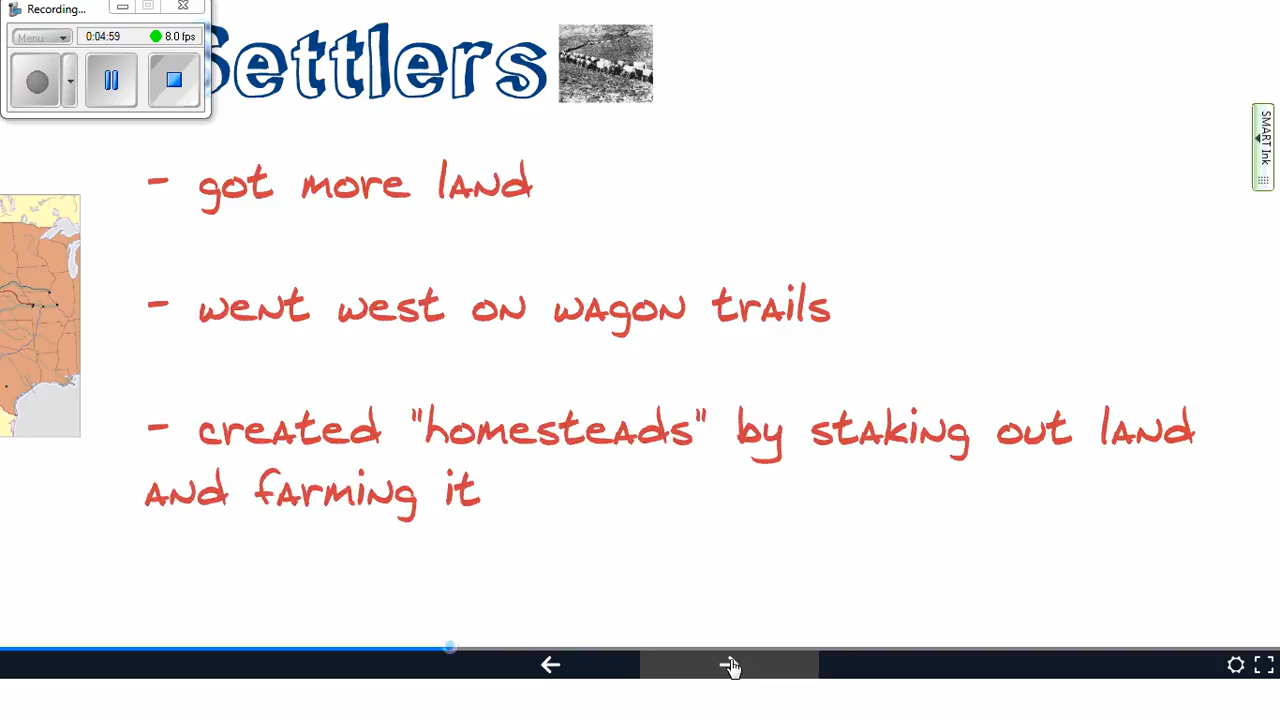 Recording...
Menu
0:04:59
8.0 fps
Settlers
SMART Ink
- got more land
- went west on wagon trails
- created "homesteads" by staking out land
and farming it